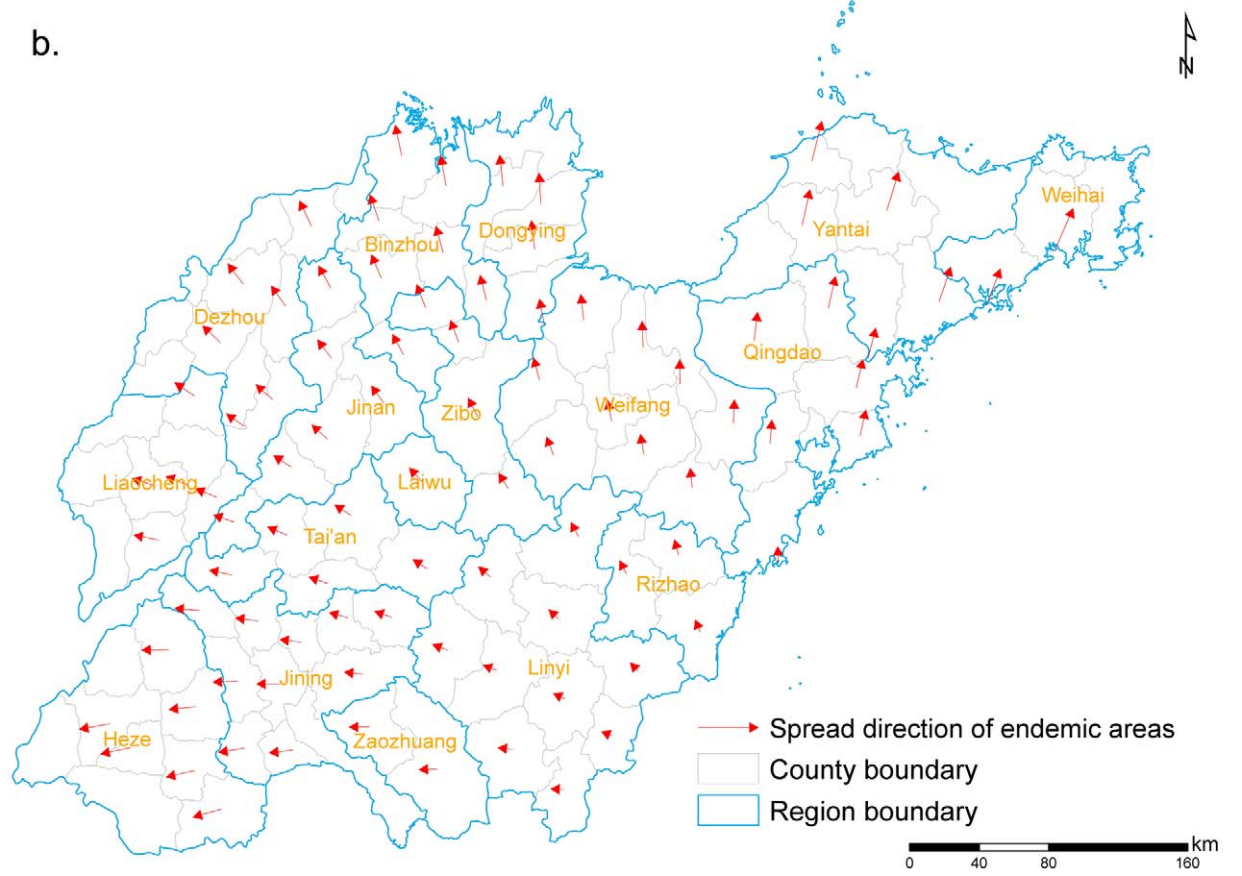 b.
N
Weihai
Yantai
Dongying
Binzhou
Dezhou
Qingdao
Jinan
Zibo
Weifang
Liaocheng
Laiwu
Tai'an
Rizhao
Linyi
Jining
Heze
Zaozhuang
Spread direction of endemic areas
County boundary
Region boundary
km
0 40 80 160